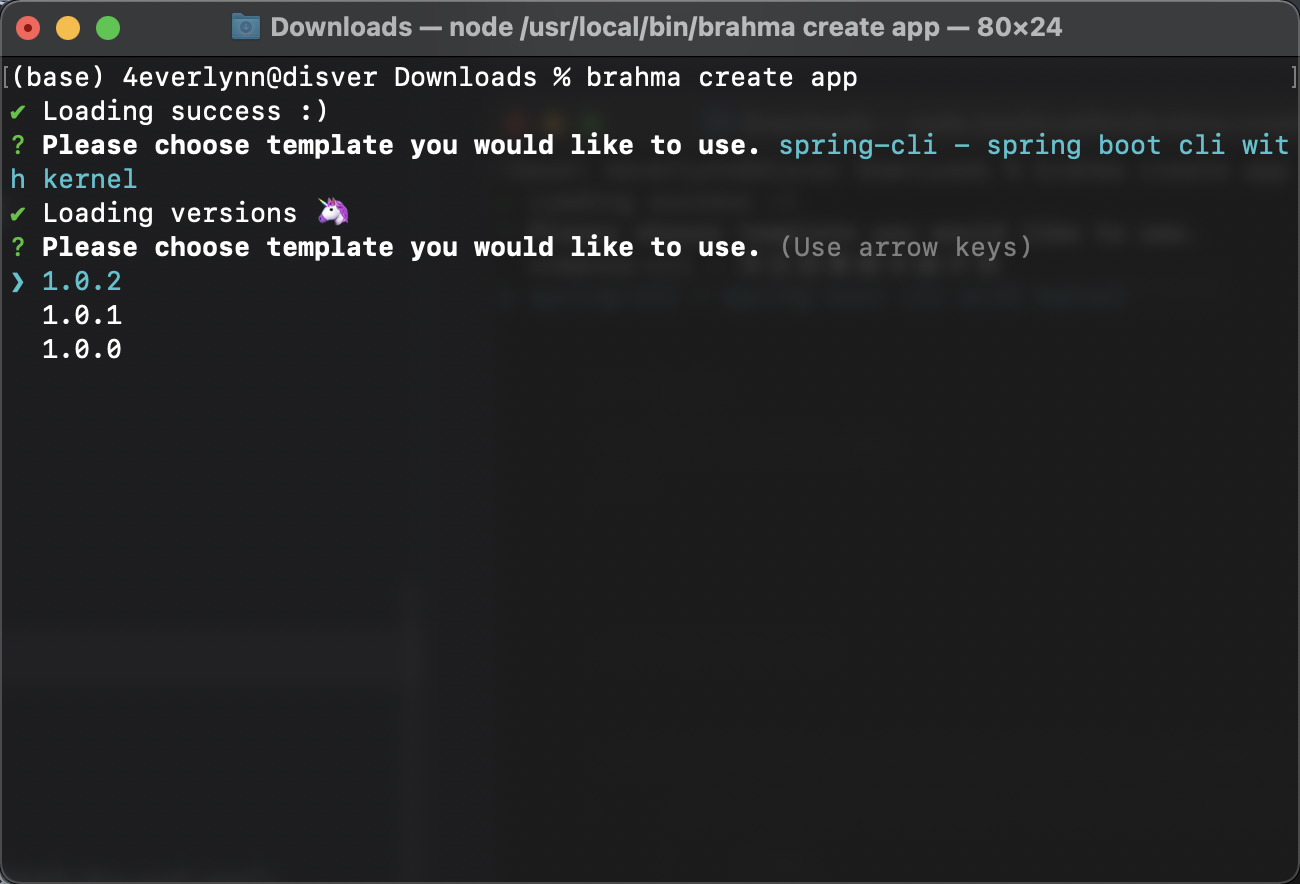 Downloads — node /usr/local/bin/brahma create app — 80×24
[(base) 4everlynn@disver Downloads % brahma create app ]
✔ Loading success :)
? Please choose template you would like to use. spring-cli - spring boot cli wit
h kernel
✔ Loading versions 🦄
? Please choose template you would like to use. (Use arrow keys)
❯ 1.0.2
1.0.1
1.0.0